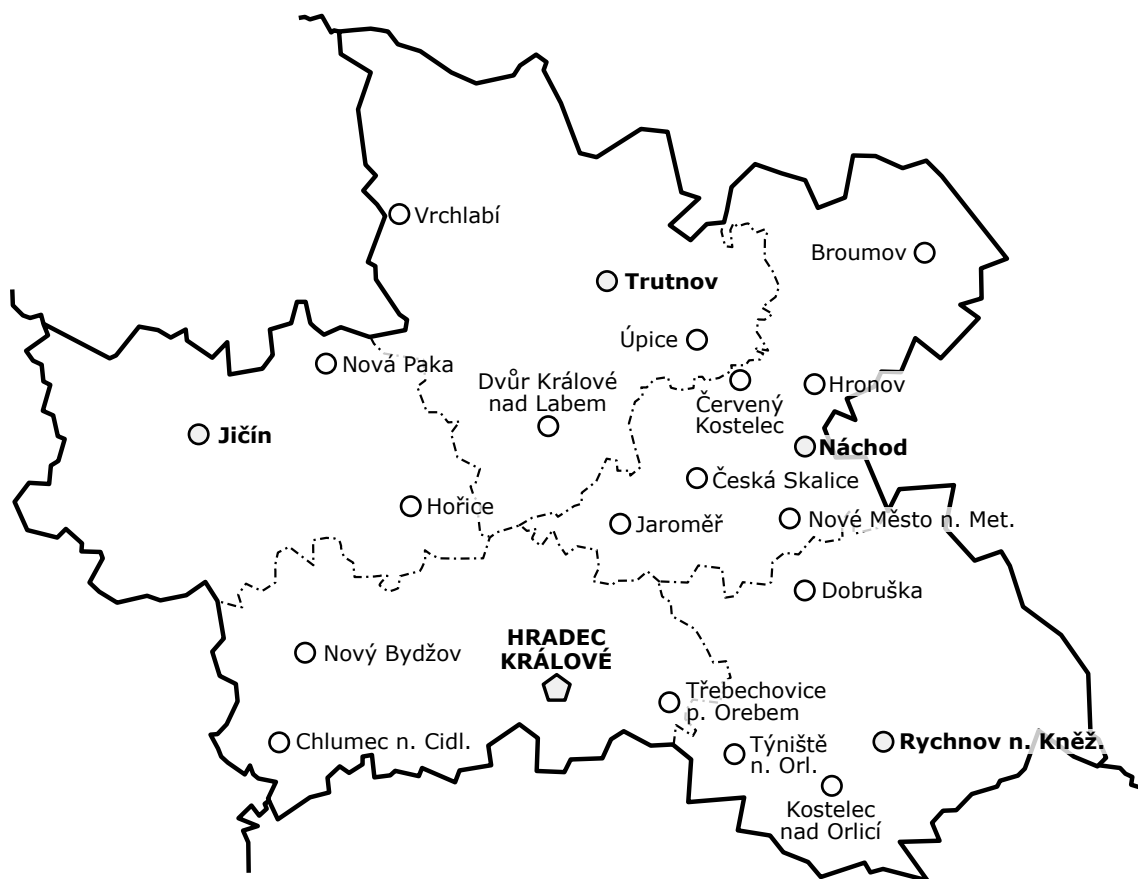 Vrchlabí
Broumov
Trutnov
Úpice
Nová Paka
Dvůr Králové
nad Labem
Červený
Kostelec
Hronov
Jičín
Náchod
Česká Skalice
Hořice
Jaroměř
Nové Město n. Met.
Dobruška
HRADEC
KRÁLOVÉ
Nový Bydžov
Třebechovice
p. Orebem
Chlumec n. Cidl.
Týniště
n. Orl.
Rychnov n. Kněž.
Kostelec
nad Orlicí